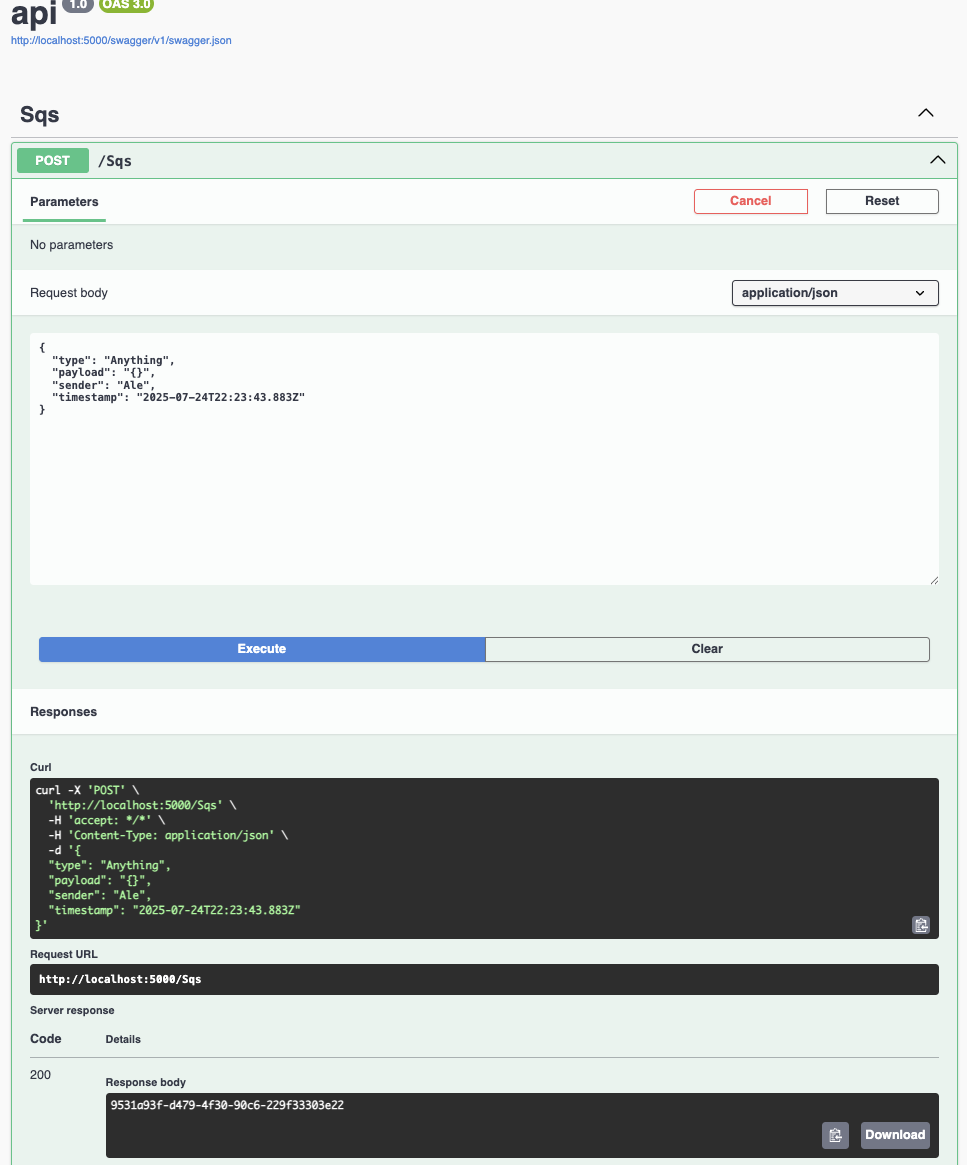 api 1.0 OAS 3.0
http://localhost:5000/swagger/v1/swagger.json
Sqs
POST /Sqs
Parameters Cancel Reset
No parameters
Request body application/json
{
  "type": "Anything",
  "payload": "{}",
  "sender": "Ale",
  "timestamp": "2025-07-24T22:23:43.883Z"
}
Execute Clear
Responses
Curl
curl -X 'POST' \
  'http://localhost:5000/Sqs' \
  -H 'accept: */*' \
  -H 'Content-Type: application/json' \
  -d '{
  "type": "Anything",
  "payload": "{}",
  "sender": "Ale",
  "timestamp": "2025-07-24T22:23:43.883Z"
}'
Request URL
http://localhost:5000/Sqs
Server response
Code Details
200
Response body
9531a93f-d479-4f30-90c6-229f33303e22
Download